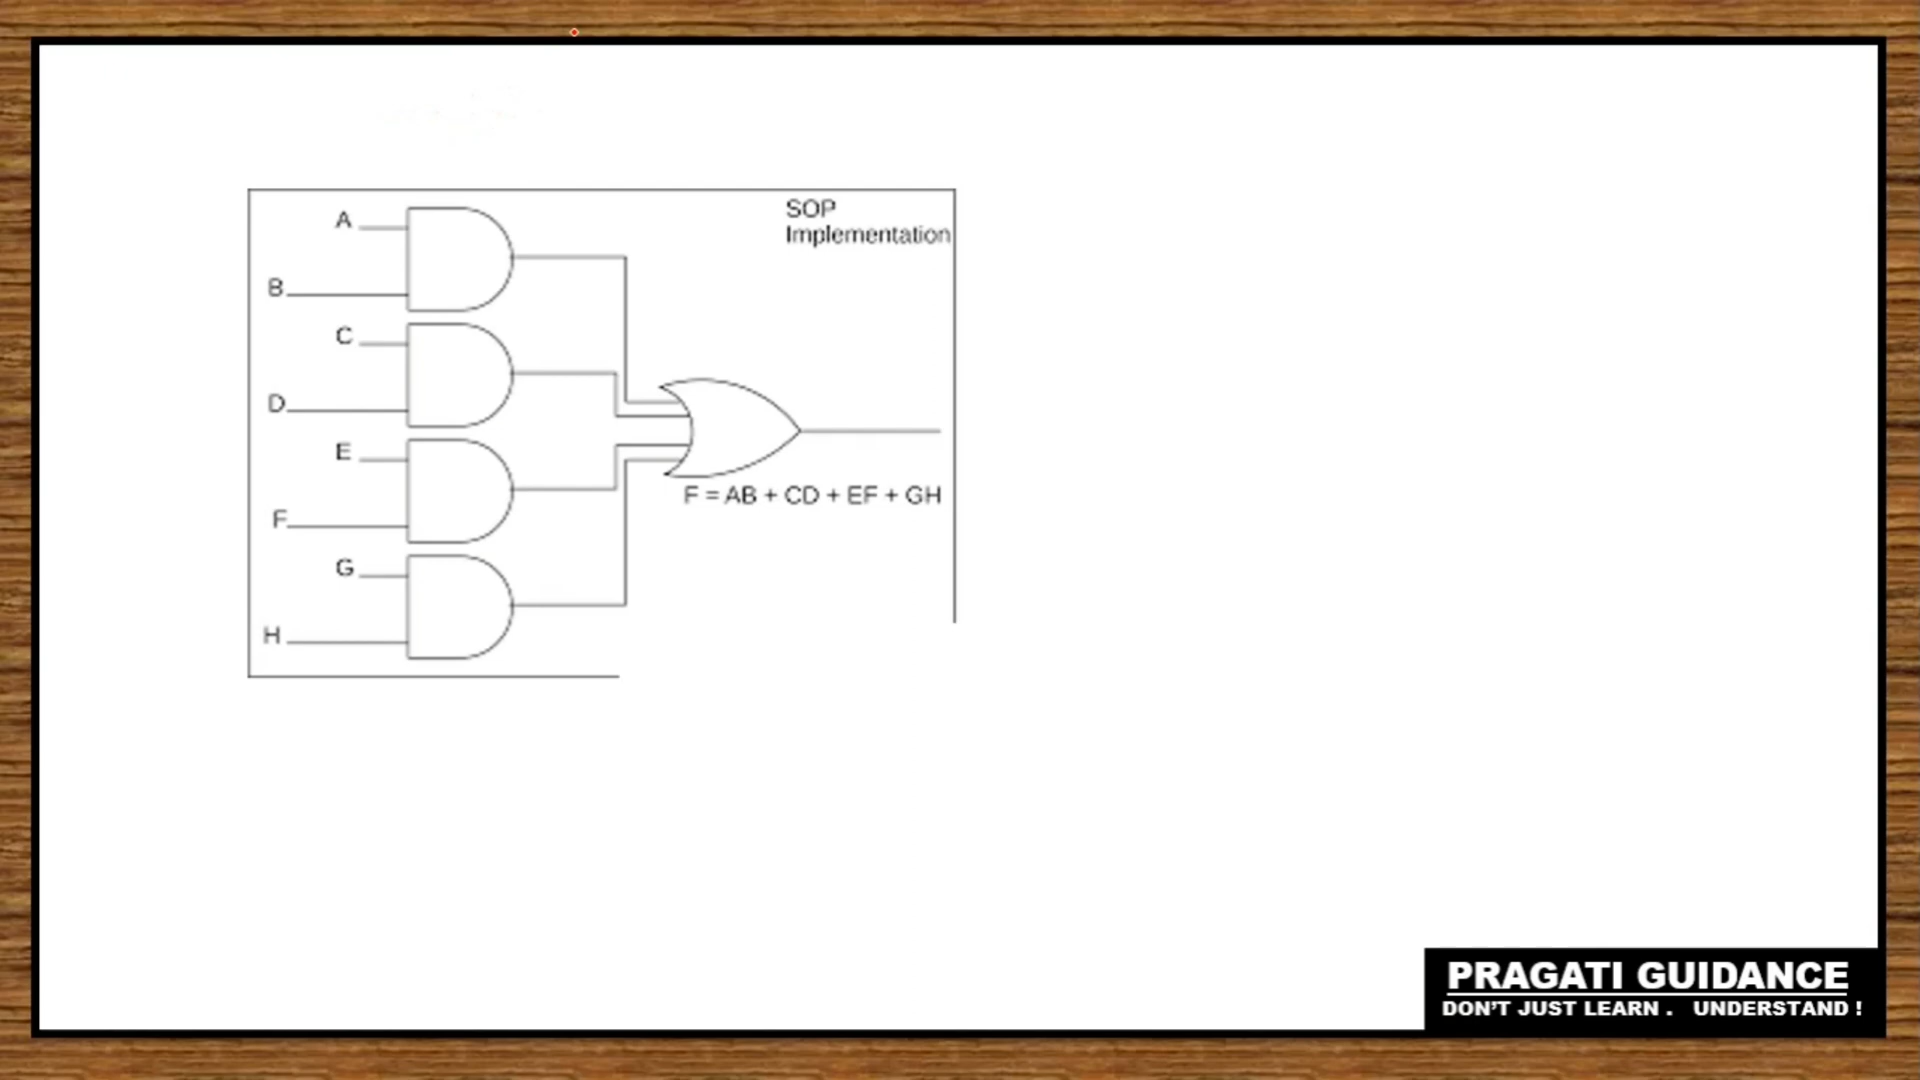 SOP
Implementation
A
B
C
D
E
F
G
H
F = AB + CD + EF + GH
PRAGATI GUIDANCE
DON'T JUST LEARN . UNDERSTAND !